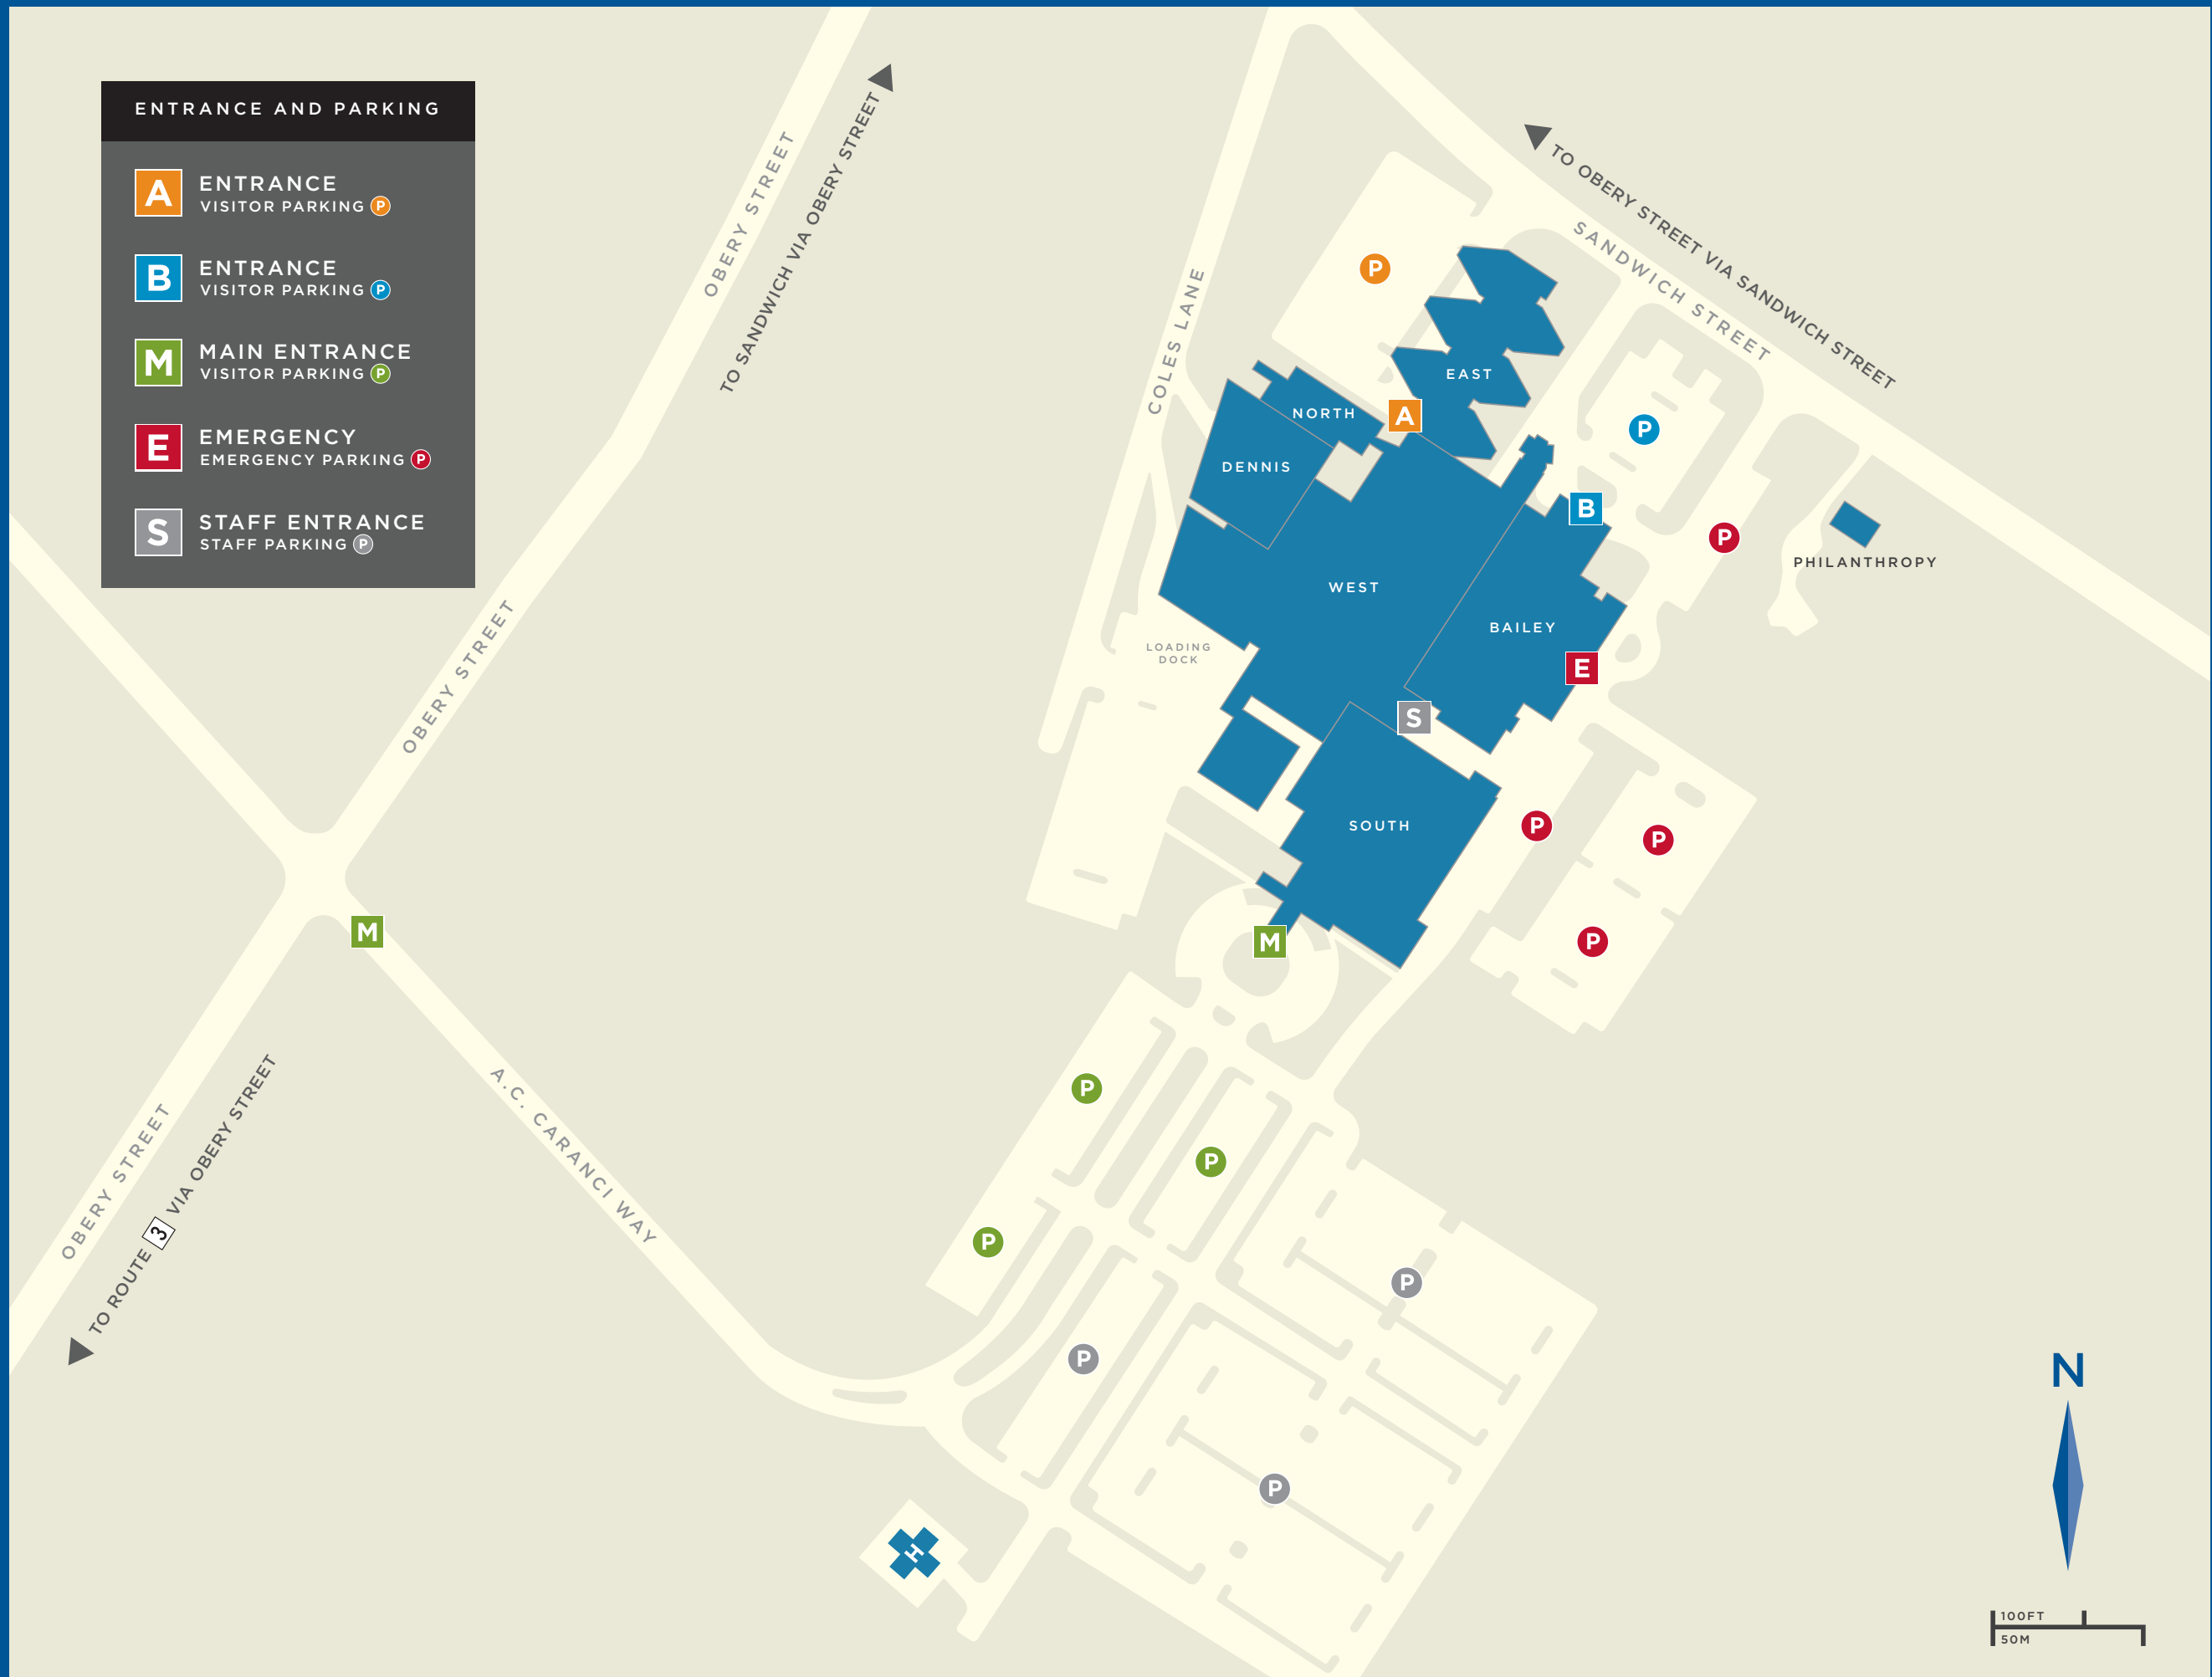 ENTRANCE AND PARKING
A
ENTRANCE
VISITOR PARKING P
B
ENTRANCE
VISITOR PARKING P
M
MAIN ENTRANCE
VISITOR PARKING P
E
EMERGENCY
EMERGENCY PARKING P
S
STAFF ENTRANCE
STAFF PARKING P
OBERY STREET
TO SANDWICH VIA OBERY STREET
COLES LANE
TO OBERY STREET VIA SANDWICH STREET
SANDWICH STREET
P
EAST
NORTH
A
P
DENNIS
B
P
PHILANTHROPY
WEST
BAILEY
LOADING
DOCK
E
S
OBERY STREET
SOUTH
P
P
M
M
P
P
A.C. CARANCI WAY
P
P
P
P
P
P
OBERY STREET
TO ROUTE 3 VIA OBERY STREET
H
N
100FT
50M